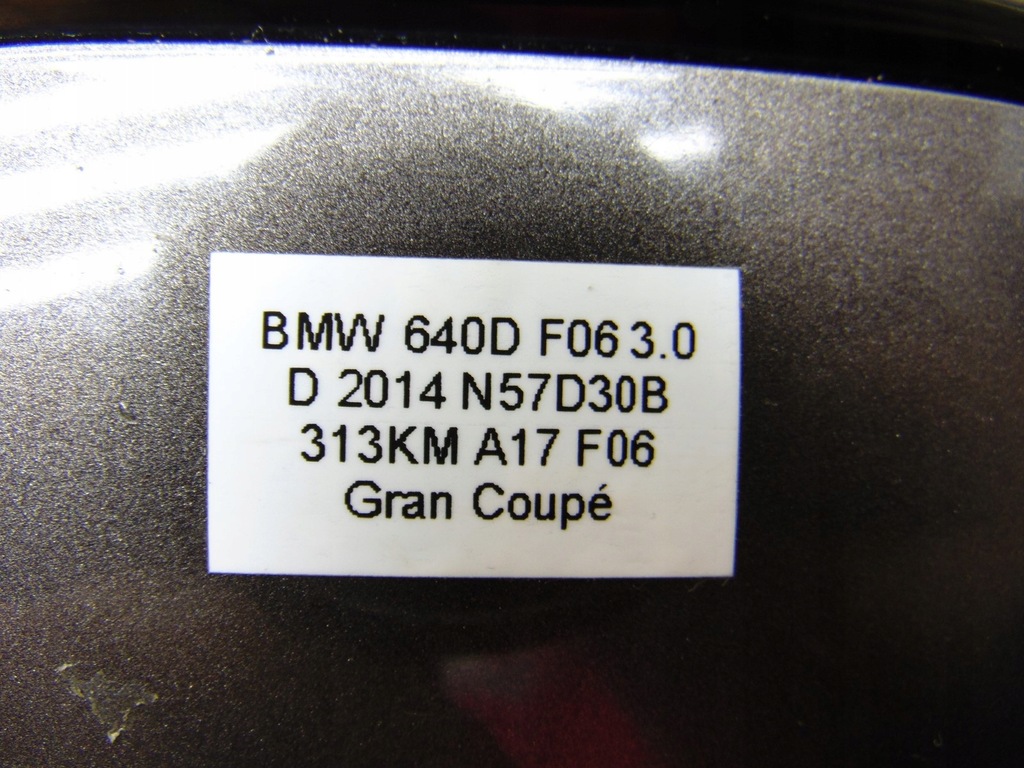 BMW 640D F06 3.0
D 2014 N57D30B
313KM A17 F06
Gran Coupé